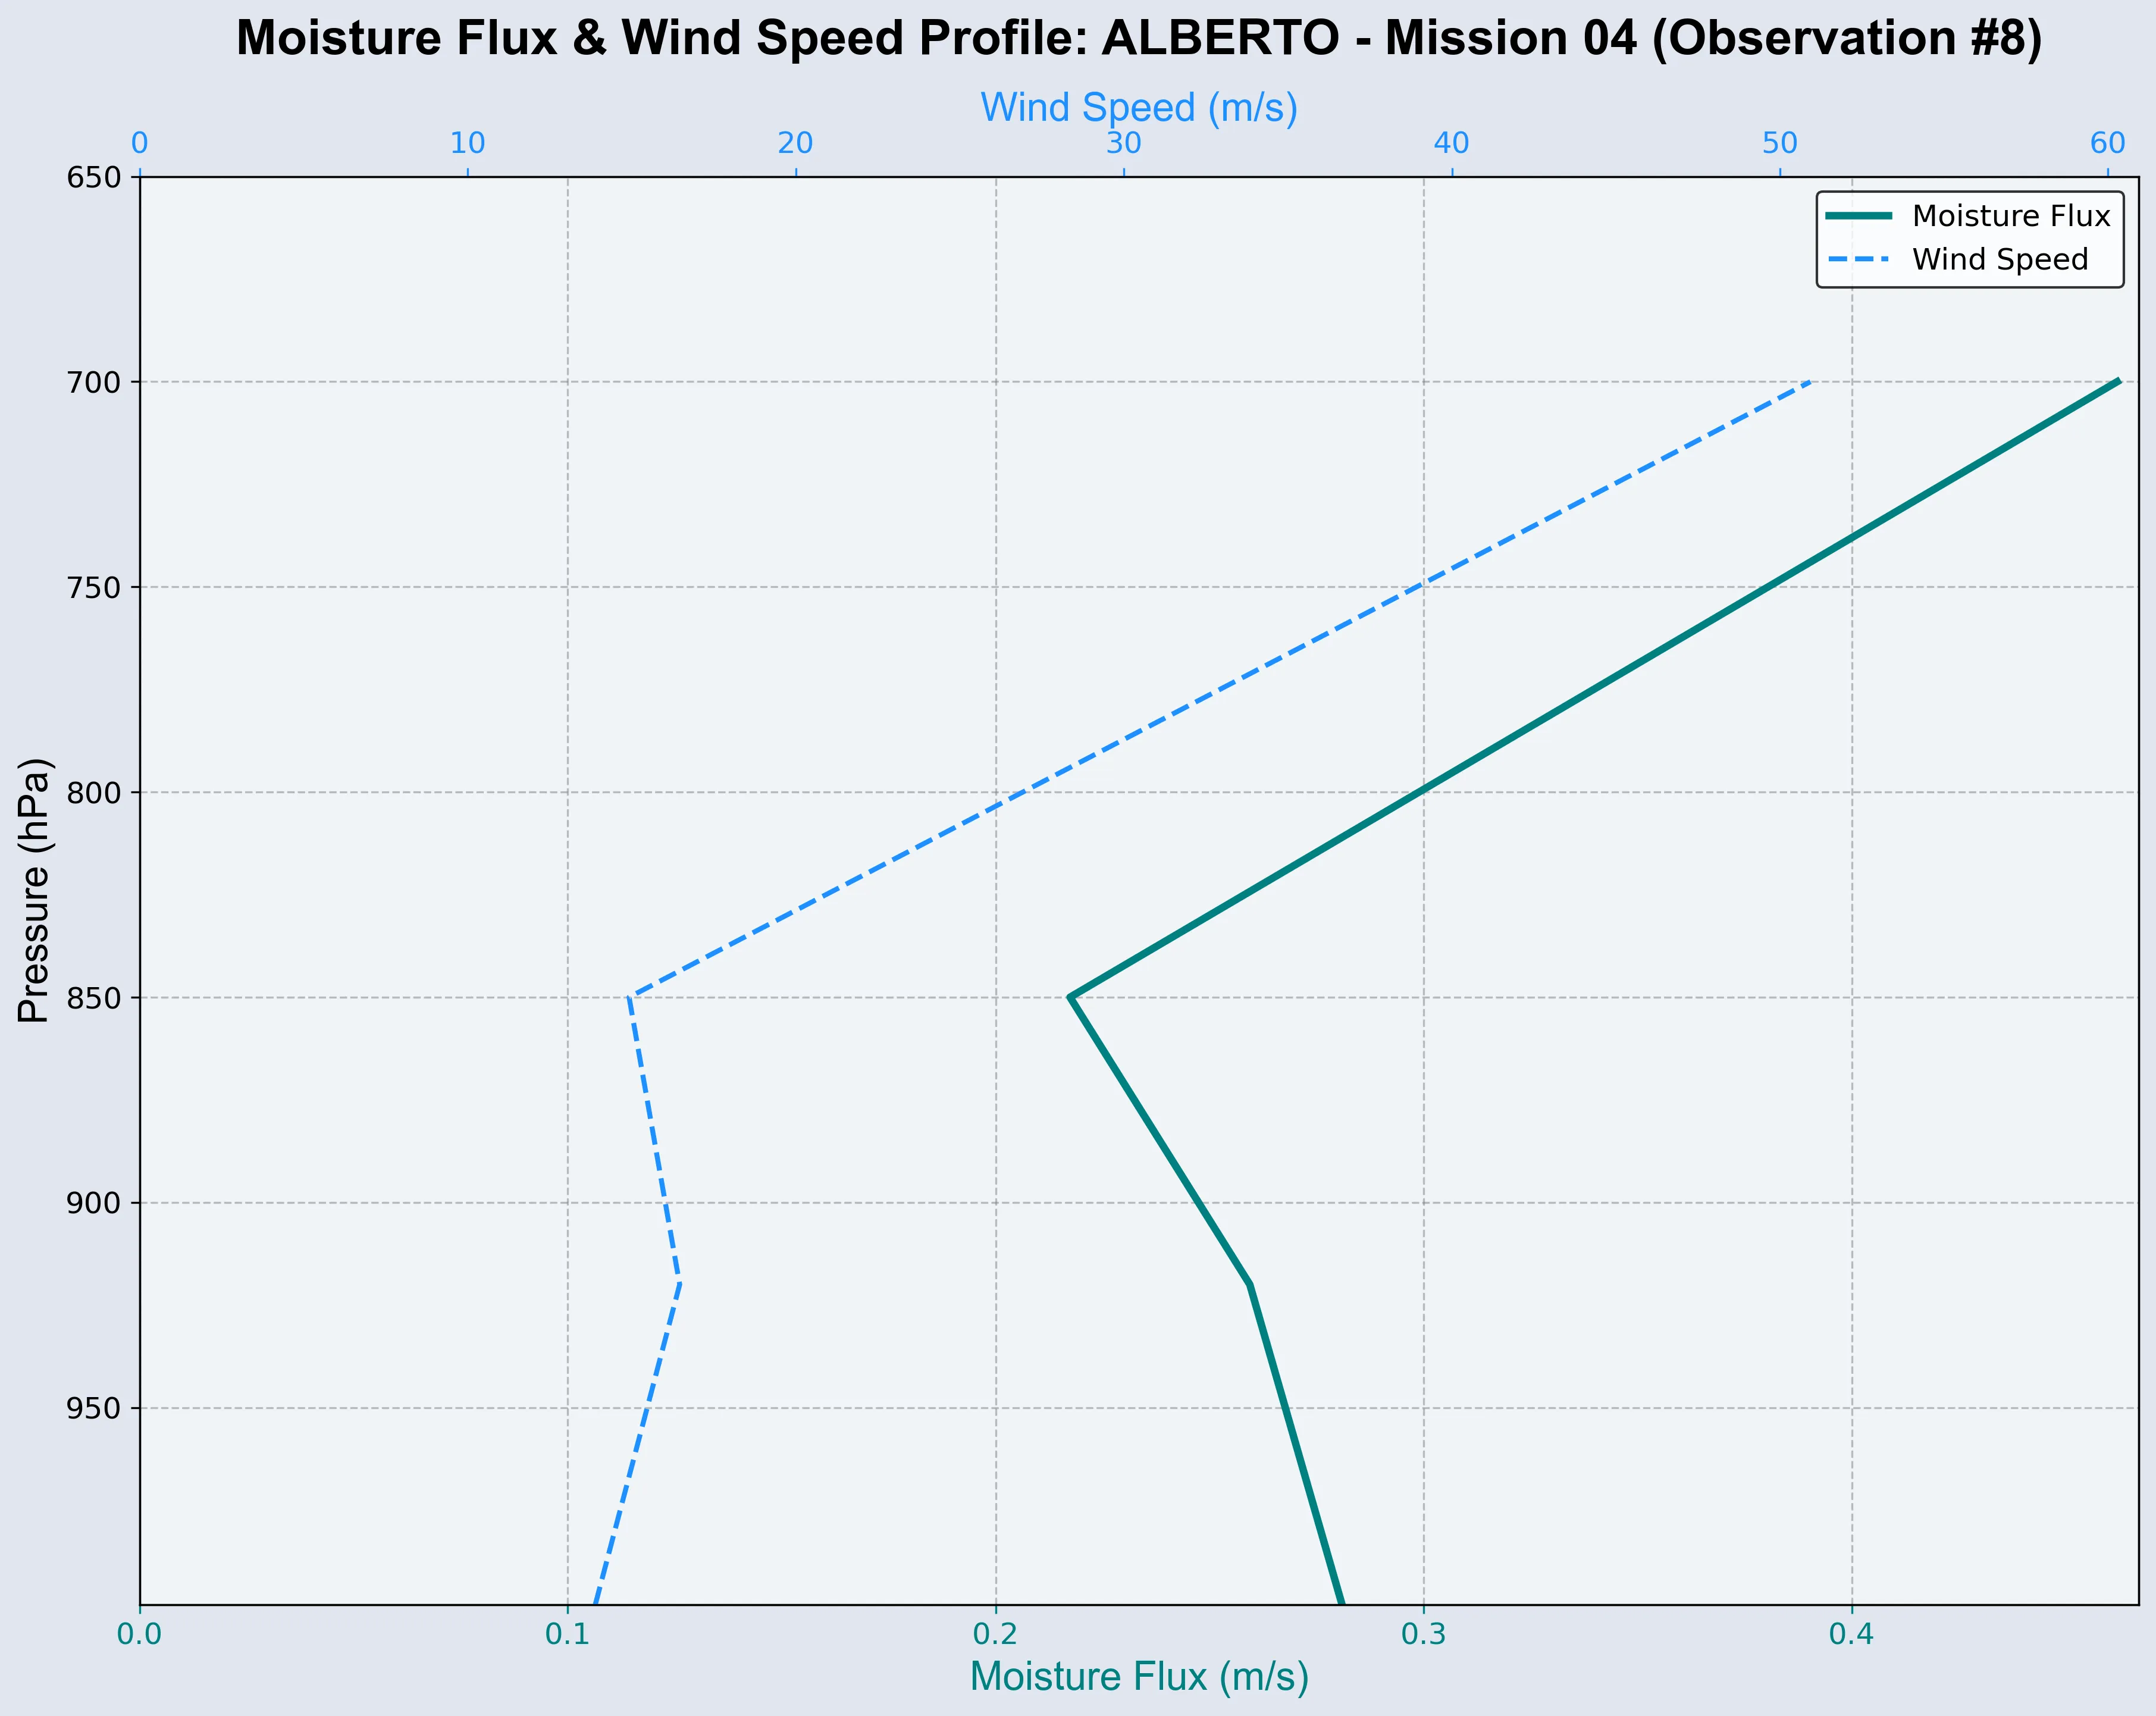 Moisture Flux & Wind Speed Profile: ALBERTO - Mission 04 (Observation #8)
Wind Speed (m/s)
0 10 20 30 40 50 60
Moisture Flux
Wind Speed
Pressure (hPa)
650
700
750
800
850
900
950
0.0 0.1 0.2 0.3 0.4
Moisture Flux (m/s)